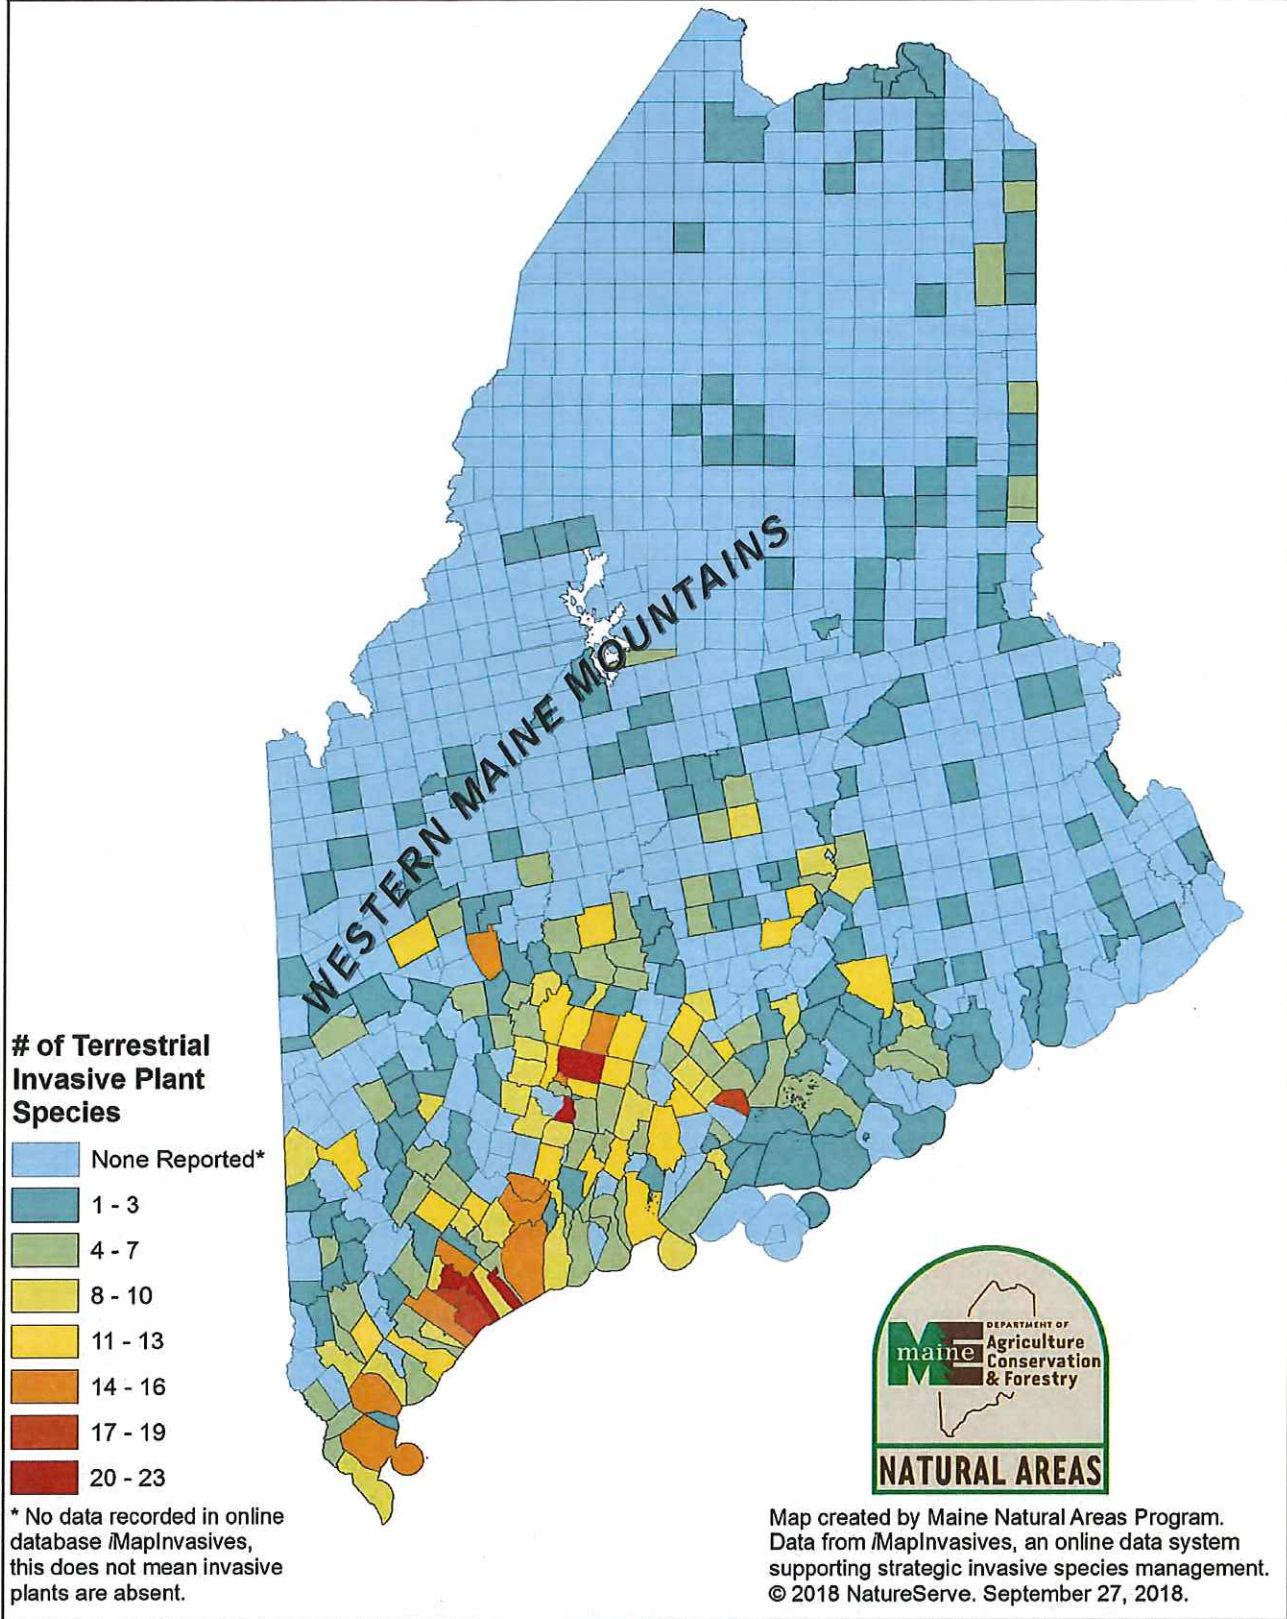 WESTERN MAINE MOUNTAINS
# of Terrestrial
Invasive Plant
Species
None Reported*
1 - 3
4 - 7
8 - 10
11 - 13
14 - 16
17 - 19
20 - 23
* No data recorded in online
database iMapInvasives,
this does not mean invasive
plants are absent.
DEPARTMENT OF
ME
maine
Agriculture
Conservation
& Forestry
NATURAL AREAS
Map created by Maine Natural Areas Program.
Data from iMapInvasives, an online data system
supporting strategic invasive species management.
© 2018 NatureServe. September 27, 2018.